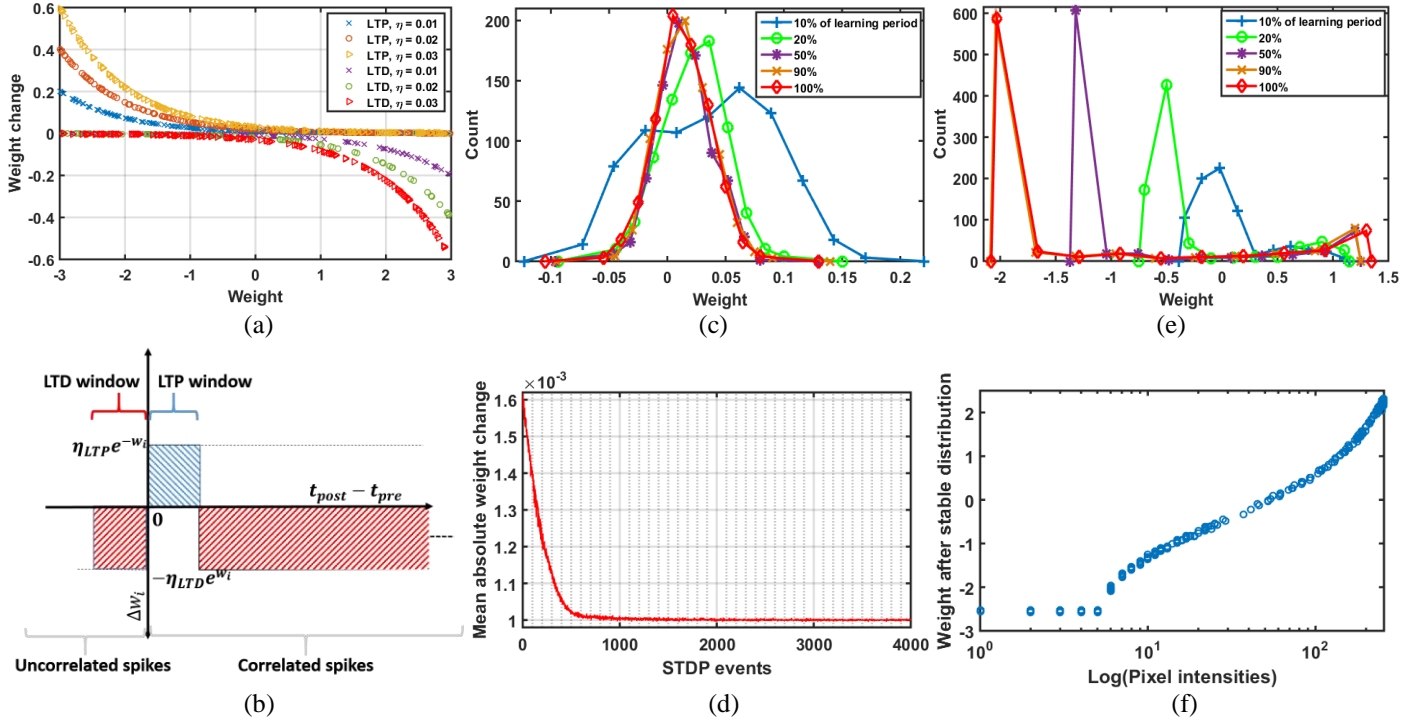 LTP, η = 0.01
LTP, η = 0.02
LTP, η = 0.03
LTD, η = 0.01
LTD, η = 0.02
LTD, η = 0.03
0.6
0.4
0.2
0
-0.2
-0.4
-0.6
Weight change
-3 -2 -1 0 1 2 3
Weight
(a)
LTD window LTP window
η_LTP e^{-w_i}
t_post − t_pre
0
−η_LTD e^{w_i}
Δw_i
Uncorrelated spikes Correlated spikes
(b)
10% of learning period
20%
50%
90%
100%
200
150
100
50
0
Count
-0.1 -0.05 0 0.05 0.1 0.15 0.2
Weight
(c)
×10^{-3}
1.6
1.5
1.4
1.3
1.2
1.1
1
Mean absolute weight change
0 1000 2000 3000 4000
STDP events
(d)
10% of learning period
20%
50%
90%
100%
600
500
400
300
200
100
0
Count
-2 -1.5 -1 -0.5 0 0.5 1 1.5
Weight
(e)
2
1
0
-1
-2
-3
Weight after stable distribution
10^0 10^1 10^2
Log(Pixel intensities)
(f)